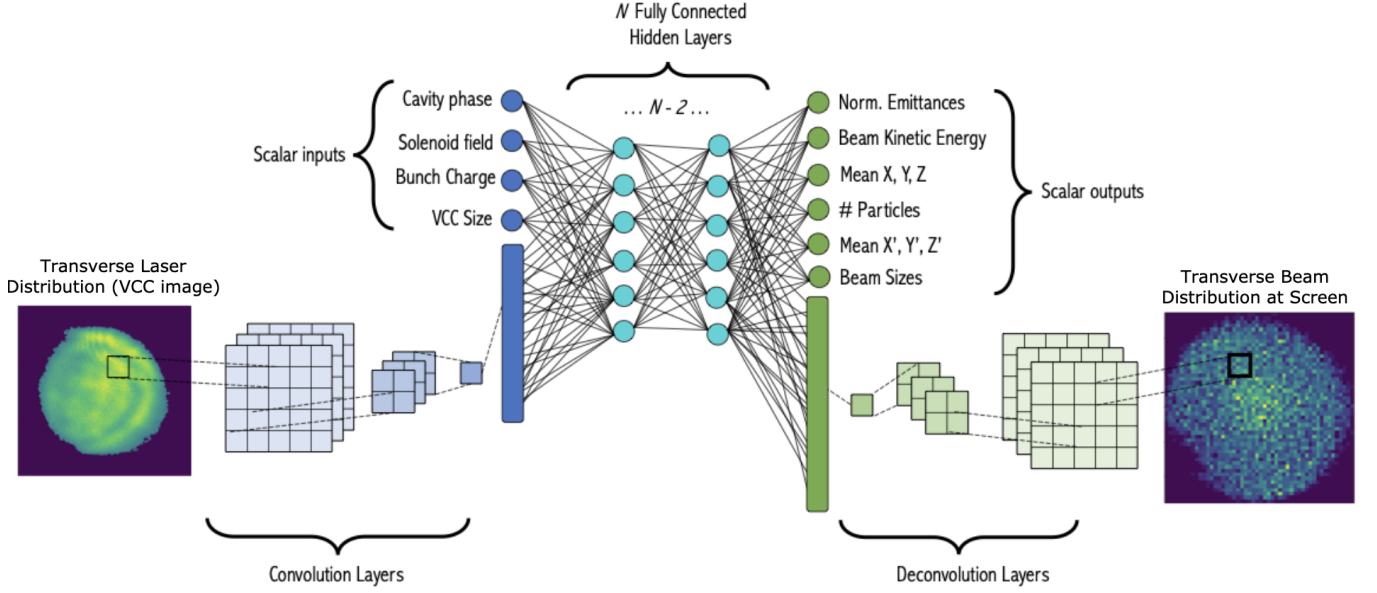 N Fully Connected
Hidden Layers
... N - 2 ...
Scalar inputs
Cavity phase
Solenoid field
Bunch Charge
VCC Size
Norm. Emittances
Beam Kinetic Energy
Mean X, Y, Z
# Particles
Mean X', Y', Z'
Beam Sizes
Scalar outputs
Transverse Laser
Distribution (VCC image)
Transverse Beam
Distribution at Screen
Convolution Layers
Deconvolution Layers